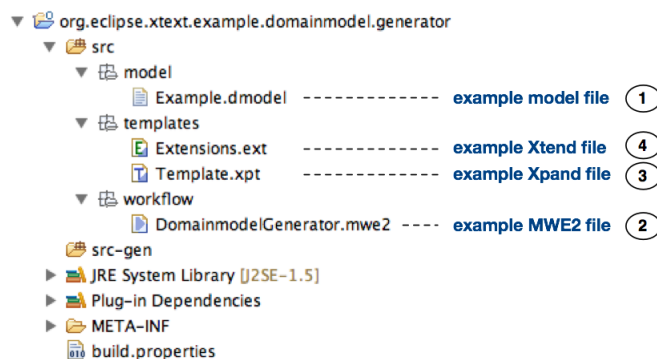 org.eclipse.xtext.example.domainmodel.generator
src
model
Example.dmodel example model file 1
templates
Extensions.ext example Xtend file 4
Template.xpt example Xpand file 3
workflow
DomainmodelGenerator.mwe2 example MWE2 file 2
src-gen
JRE System Library [J2SE-1.5]
Plug-in Dependencies
META-INF
build.properties